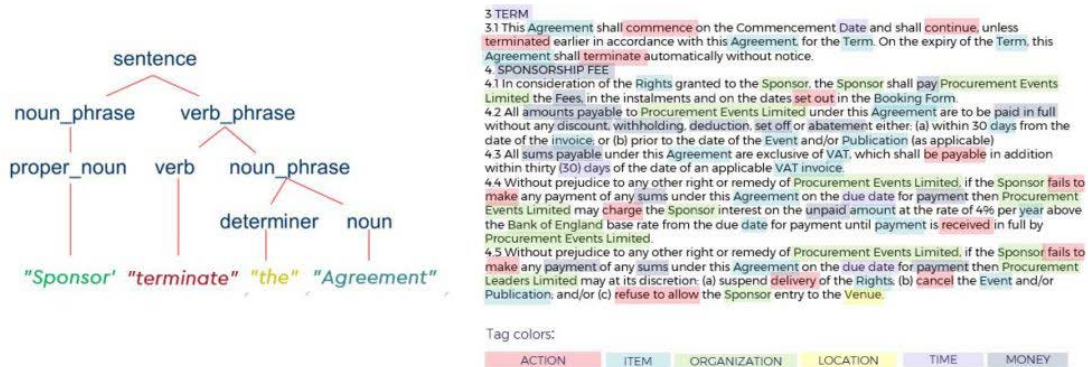 sentence
noun_phrase verb_phrase
proper_noun verb noun_phrase
determiner noun
"Sponsor' "terminate" "the" "Agreement"
3 TERM
3.1 This Agreement shall commence on the Commencement Date and shall continue, unless
terminated earlier in accordance with this Agreement, for the Term. On the expiry of the Term, this
Agreement shall terminate automatically without notice.
4. SPONSORSHIP FEE
4.1 In consideration of the Rights granted to the Sponsor, the Sponsor shall pay Procurement Events
Limited the Fees, in the instalments and on the dates set out in the Booking Form.
4.2 All amounts payable to Procurement Events Limited under this Agreement are to be paid in full
without any discount, withholding, deduction, set off or abatement either: (a) within 30 days from the
date of the invoice, or (b) prior to the date of the Event and/or Publication (as applicable)
4.3 All sums payable under this Agreement are exclusive of VAT, which shall be payable in addition
within thirty (30) days of the date of an applicable VAT invoice.
4.4 Without prejudice to any other right or remedy of Procurement Events Limited, if the Sponsor fails to
make any payment of any sums under this Agreement on the due date for payment then Procurement
Events Limited may charge the Sponsor interest on the unpaid amount at the rate of 4% per year above
the Bank of England base rate from the due date for payment until payment is received in full by
Procurement Events Limited.
4.5 Without prejudice to any other right or remedy of Procurement Events Limited, if the Sponsor fails to
make any payment of any sums under this Agreement on the due date for payment then Procurement
Leaders Limited may at its discretion: (a) suspend delivery of the Rights; (b) cancel the Event and/or
Publication; and/or (c) refuse to allow the Sponsor entry to the Venue.
Tag colors:
ACTION ITEM ORGANIZATION LOCATION TIME MONEY